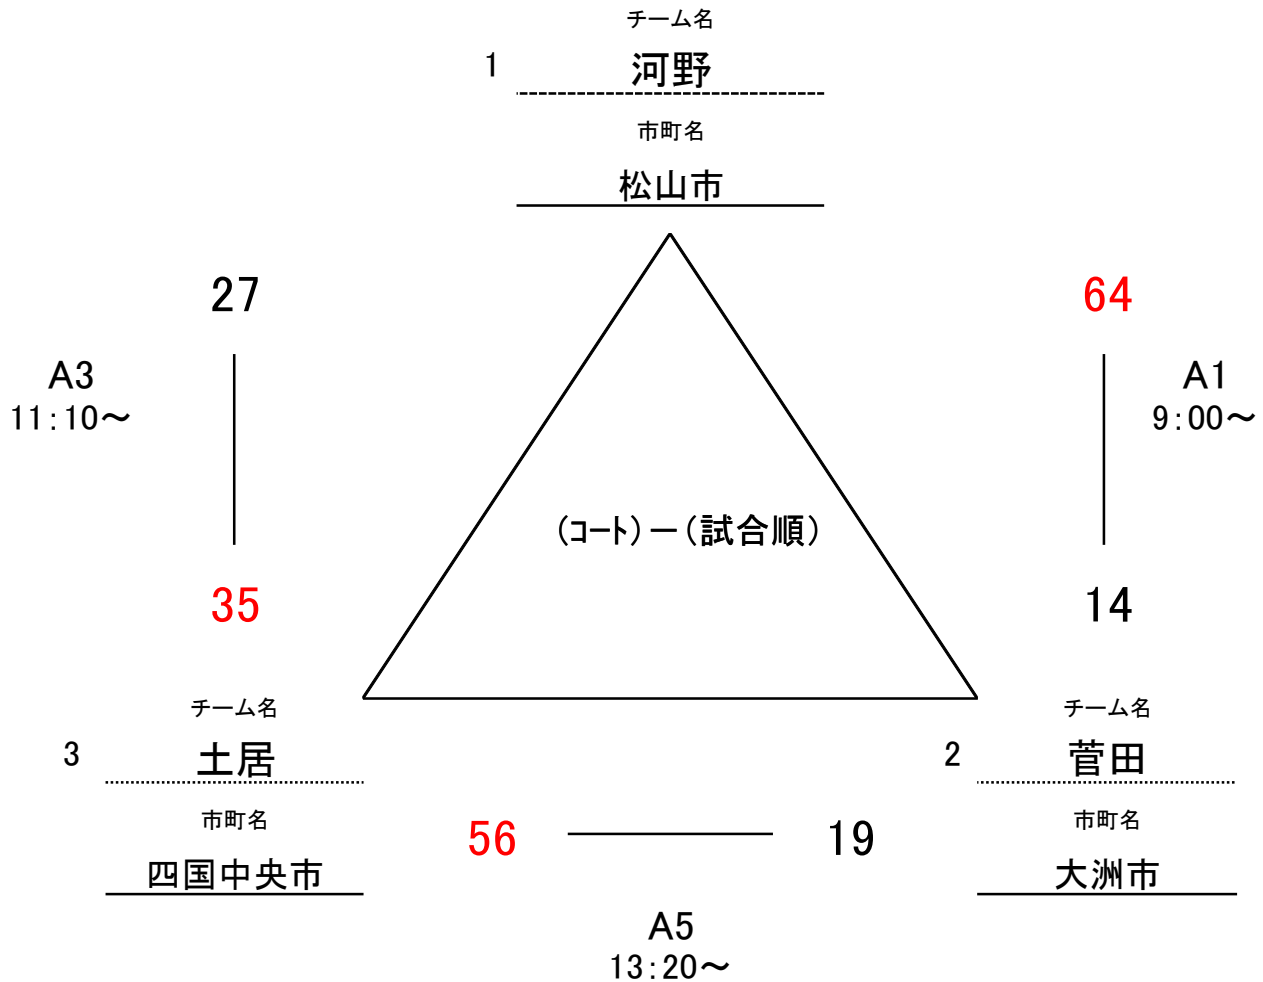 チーム名
1
河野
市町名
松山市
27
64
A3
11:10～
A1
9:00～
(コート)ー(試合順)
35
14
チーム名
3
土居
市町名
四国中央市
チーム名
2
菅田
市町名
大洲市
56
19
A5
13:20～